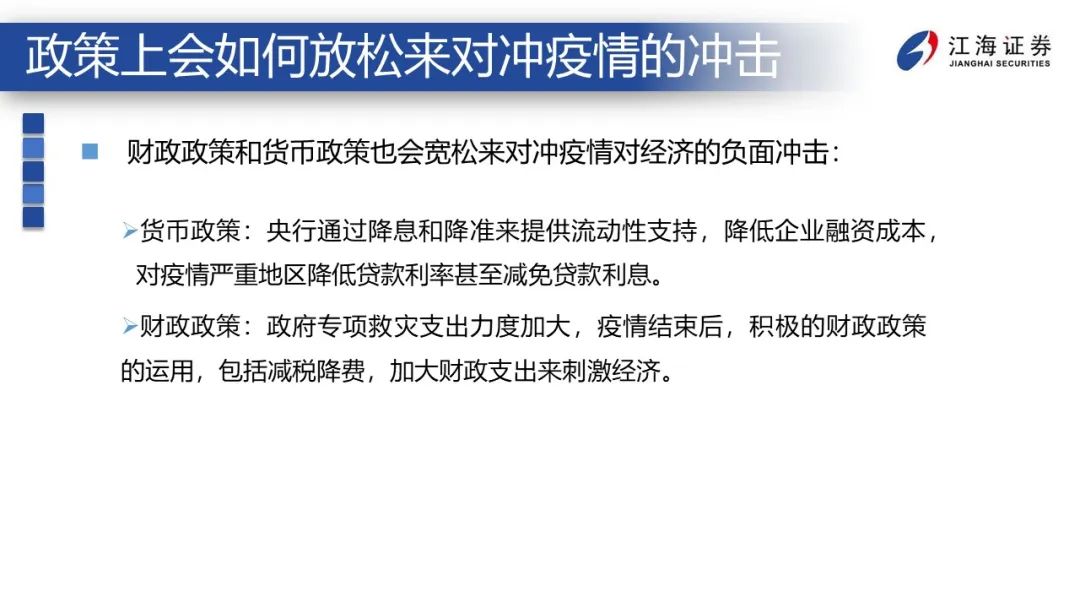 政策上会如何放松来对冲疫情的冲击
江海证券
JIANGHAI SECURITIES
财政政策和货币政策也会宽松来对冲疫情对经济的负面冲击：
货币政策：央行通过降息和降准来提供流动性支持，降低企业融资成本，
对疫情严重地区降低贷款利率甚至减免贷款利息。
财政政策：政府专项救灾支出力度加大，疫情结束后，积极的财政政策
的运用，包括减税降费，加大财政支出来刺激经济。